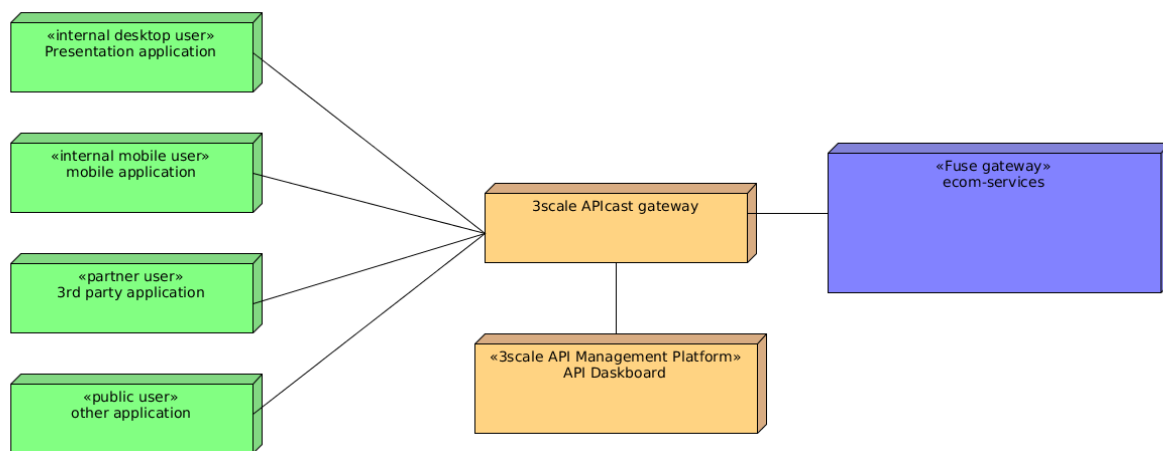 «internal desktop user»
Presentation application
«internal mobile user»
mobile application
«partner user»
3rd party application
«public user»
other application
3scale APIcast gateway
«3scale API Management Platform»
API Daskboard
«Fuse gateway»
ecom-services